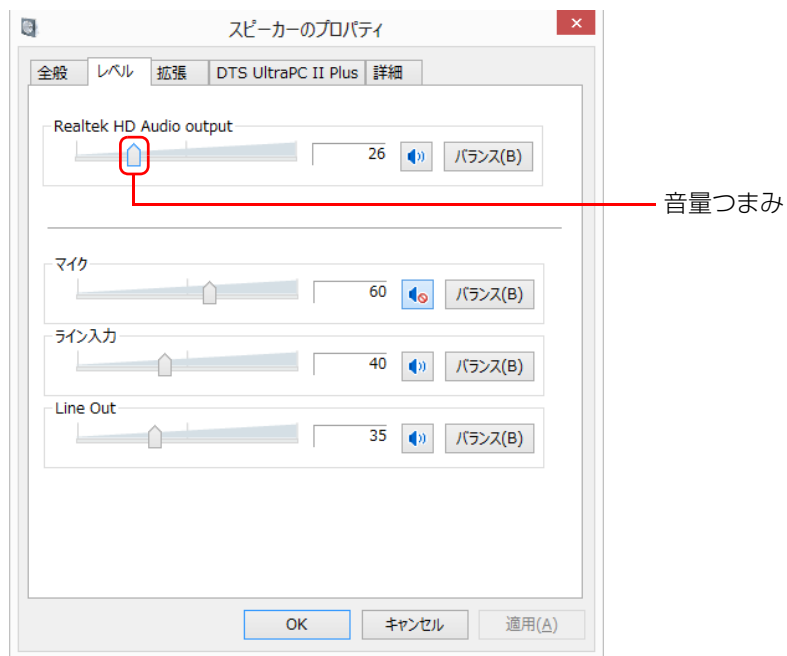 スピーカーのプロパティ
全般 レベル 拡張 DTS UltraPC II Plus 詳細
Realtek HD Audio output
26 バランス(B)
音量つまみ
マイク
60 バランス(B)
ライン入力
40 バランス(B)
Line Out
35 バランス(B)
OK キャンセル 適用(A)